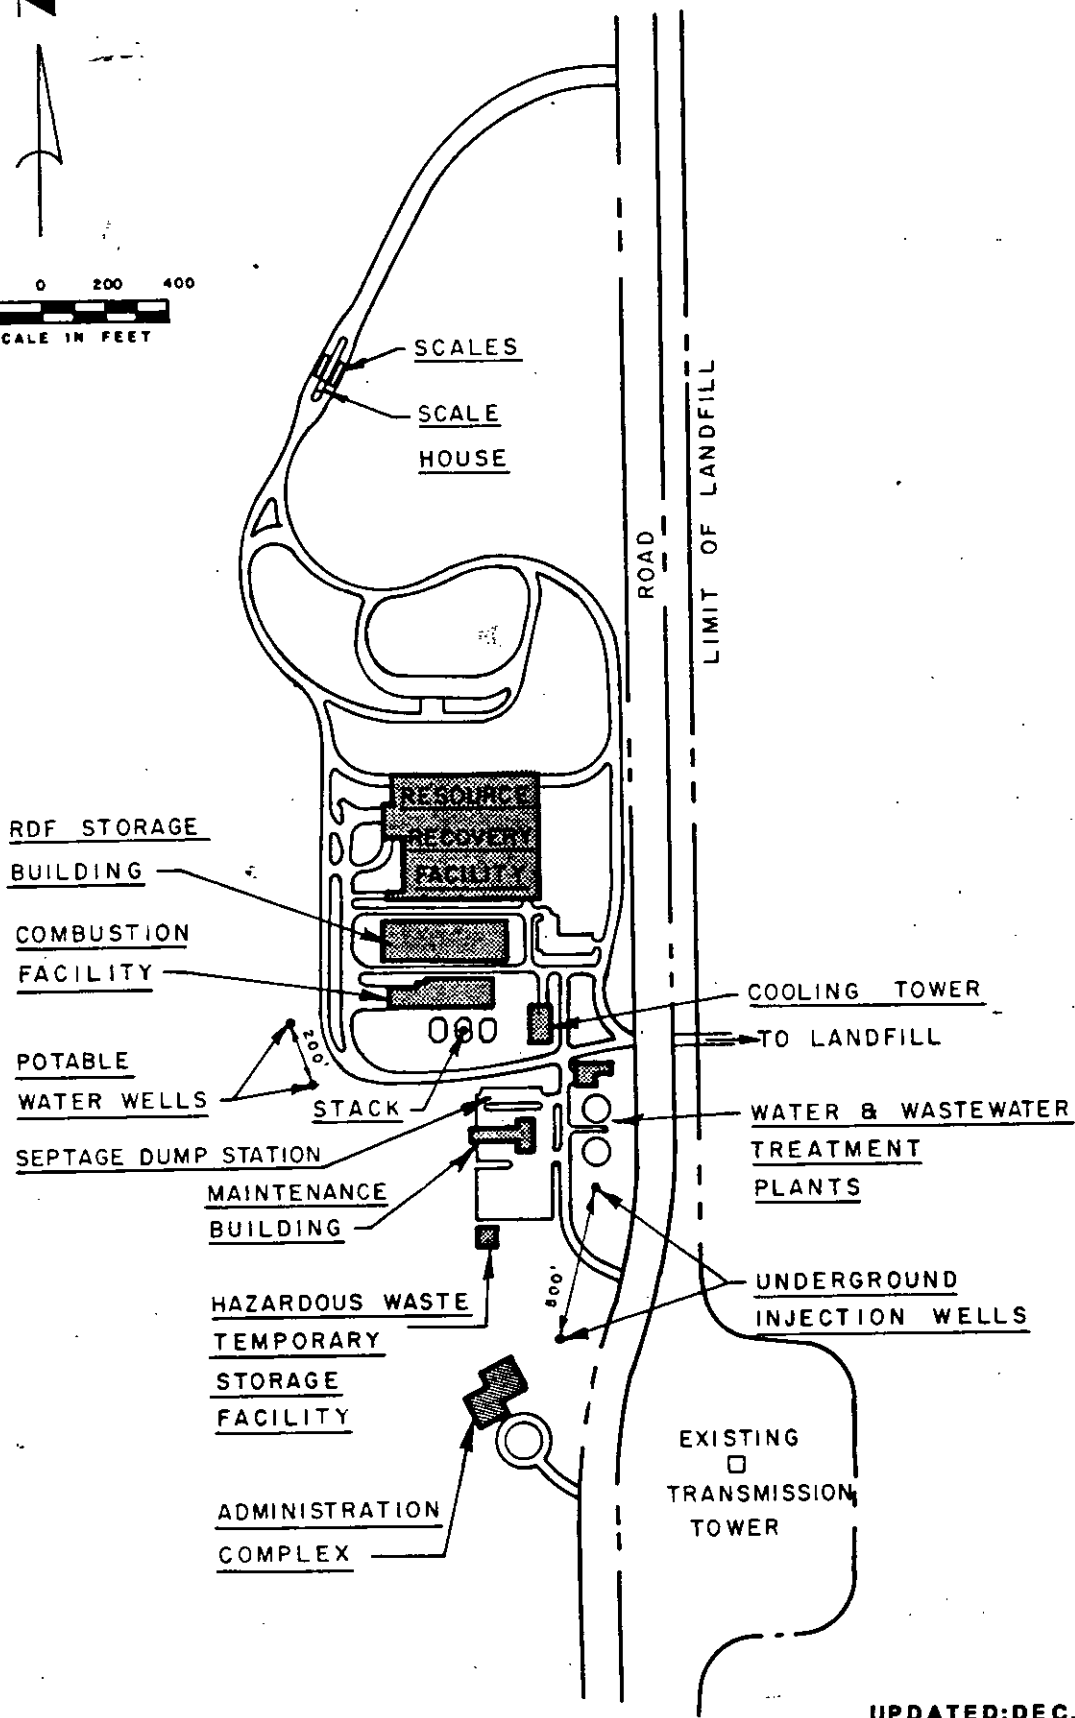 N
0 200 400
CALE IN FEET
SCALES
SCALE
HOUSE
ROAD
LIMIT OF LANDFILL
RESOURCE
RECOVERY
FACILITY
RDF STORAGE
BUILDING
COMBUSTION
FACILITY
COOLING TOWER
TO LANDFILL
200'
POTABLE
WATER WELLS
STACK
WATER & WASTEWATER
TREATMENT
PLANTS
SEPTAGE DUMP STATION
MAINTENANCE
BUILDING
800'
UNDERGROUND
INJECTION WELLS
HAZARDOUS WASTE
TEMPORARY
STORAGE
FACILITY
EXISTING
TRANSMISSION
TOWER
ADMINISTRATION
COMPLEX
UPDATED:DEC.